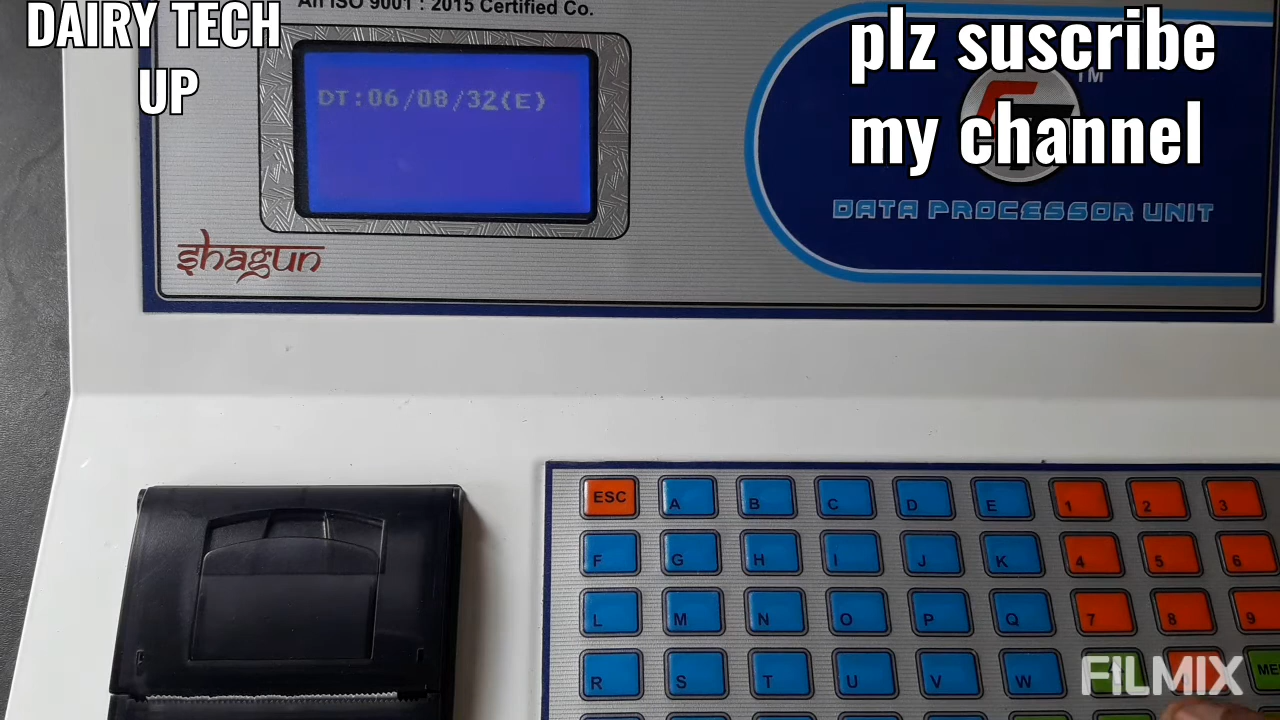 An ISO 9001 : 2015 Certified Co.
DAIRY TECH
UP
plz suscribe
my channel
TM
DT:06/08/32(E)
DATA PROCESSOR UNIT
shagun
ESC A B C D E 1 2 3
F G H I J K 4 5 6
L M N O P Q 7 8 9
R S T U V W
FILMIX